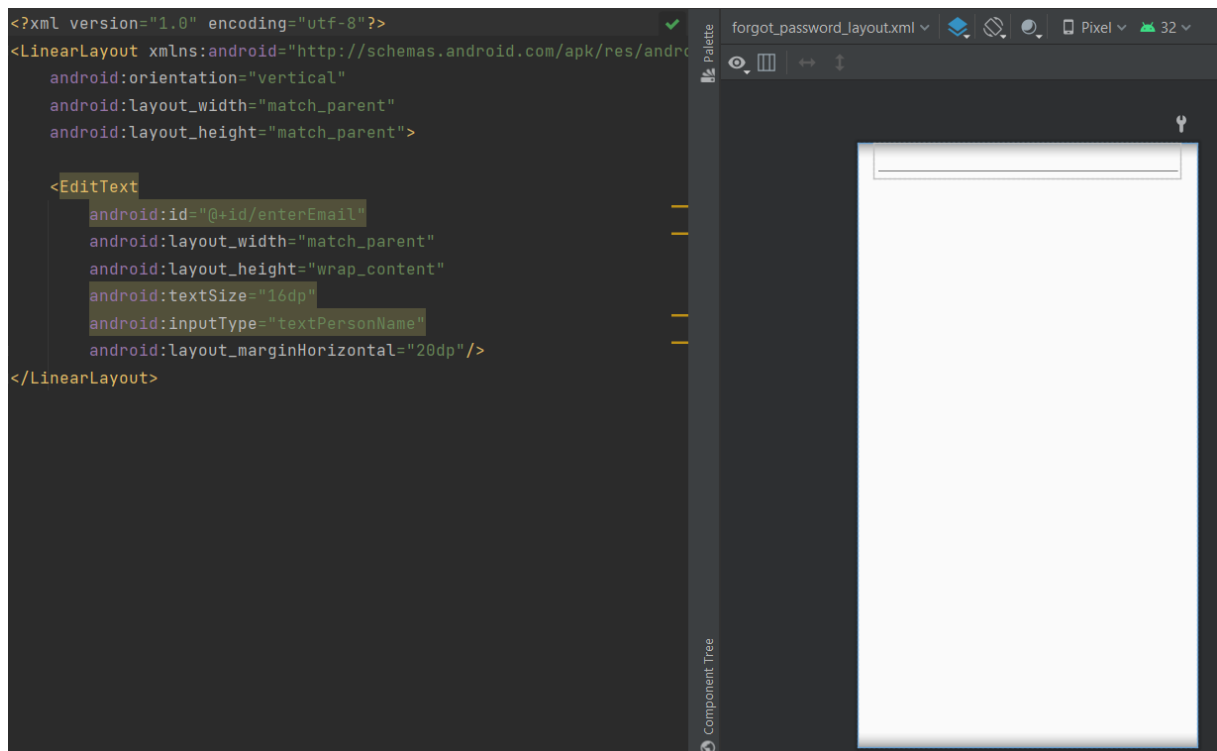 <?xml version="1.0" encoding="utf-8"?>
<LinearLayout xmlns:android="http://schemas.android.com/apk/res/andro
    android:orientation="vertical"
    android:layout_width="match_parent"
    android:layout_height="match_parent">
    <EditText
        android:id="@+id/enterEmail"
        android:layout_width="match_parent"
        android:layout_height="wrap_content"
        android:textSize="16dp"
        android:inputType="textPersonName"
        android:layout_marginHorizontal="20dp"/>
</LinearLayout>
Palette
Component Tree
forgot_password_layout.xml
Pixel
32